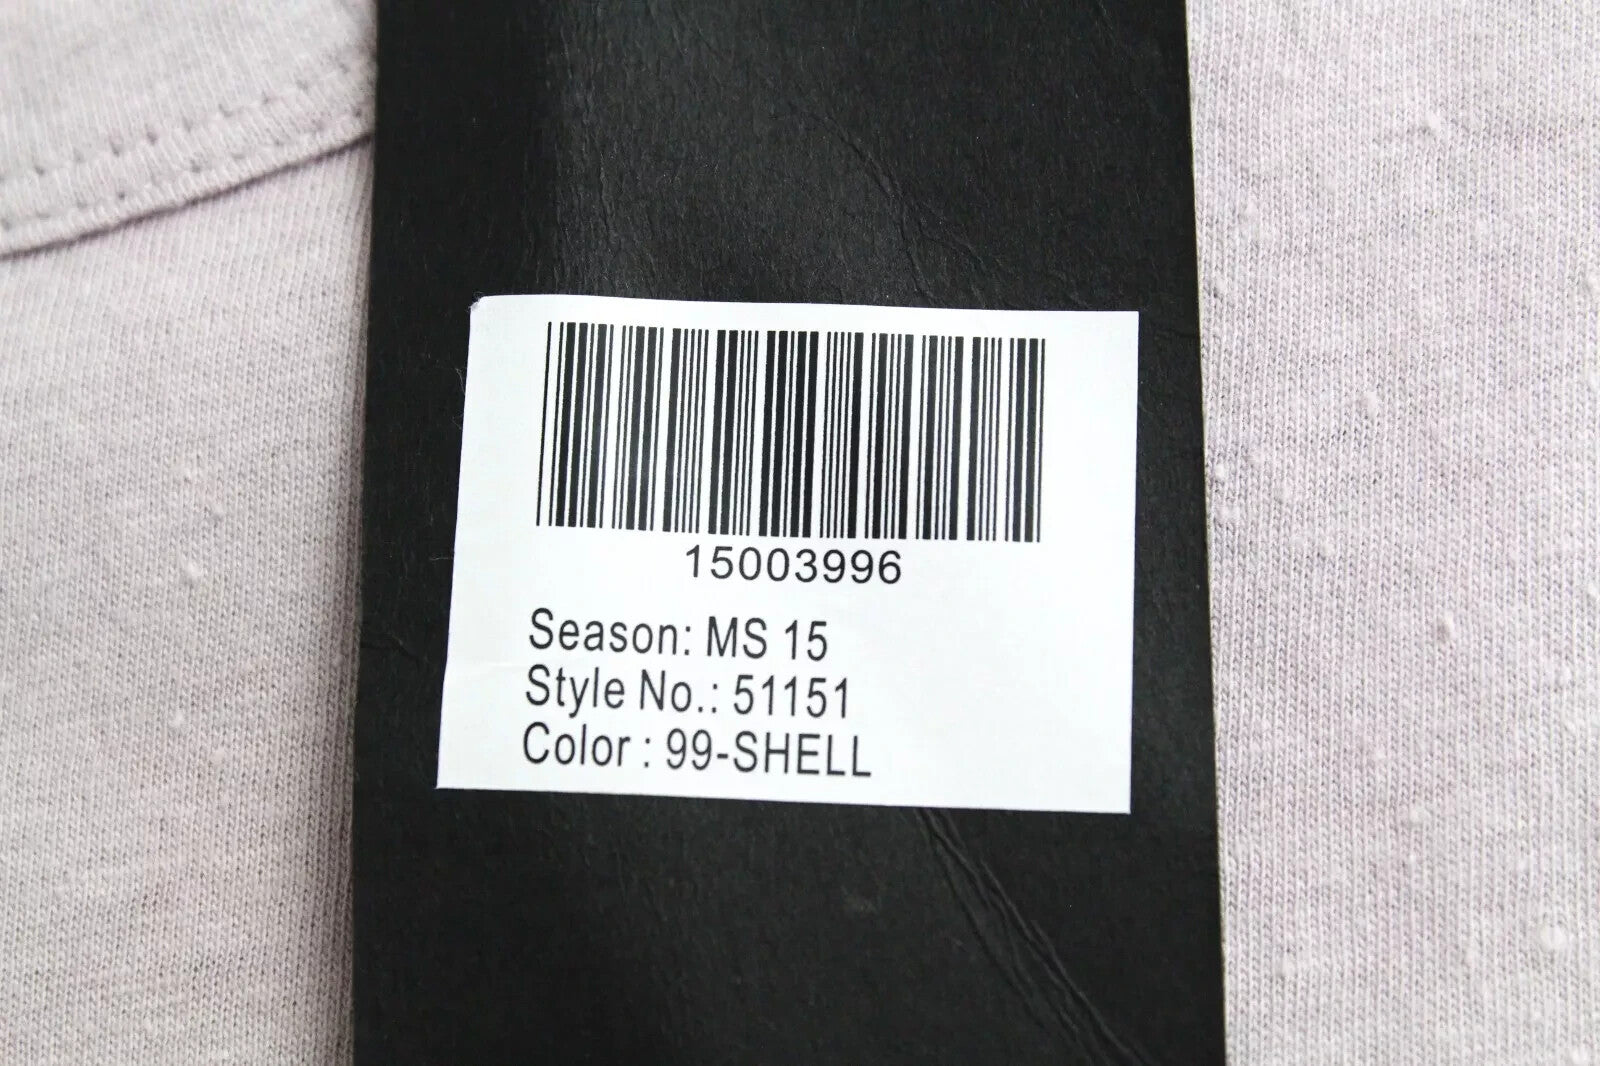 15003996
Season: MS 15
Style No.: 51151
Color : 99-SHELL